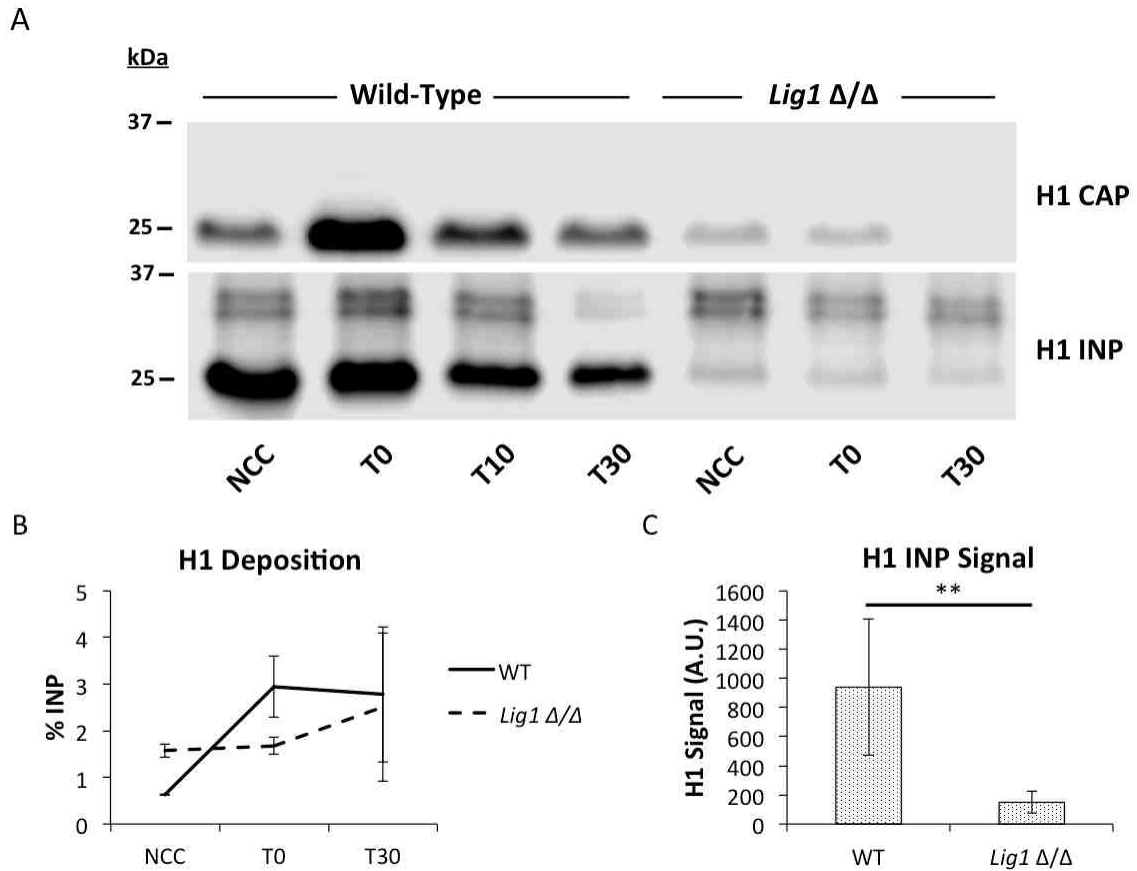 A
kDa
Wild-Type
Lig1 Δ/Δ
37
H1 CAP
25
37
H1 INP
25
NCC
T0
T10
T30
NCC
T0
T30
B
H1 Deposition
5
4
3
2
1
0
% INP
NCC
T0
T30
WT
Lig1 Δ/Δ
C
H1 INP Signal
**
1600
1400
1200
1000
800
600
400
200
0
H1 Signal (A.U.)
WT
Lig1 Δ/Δ